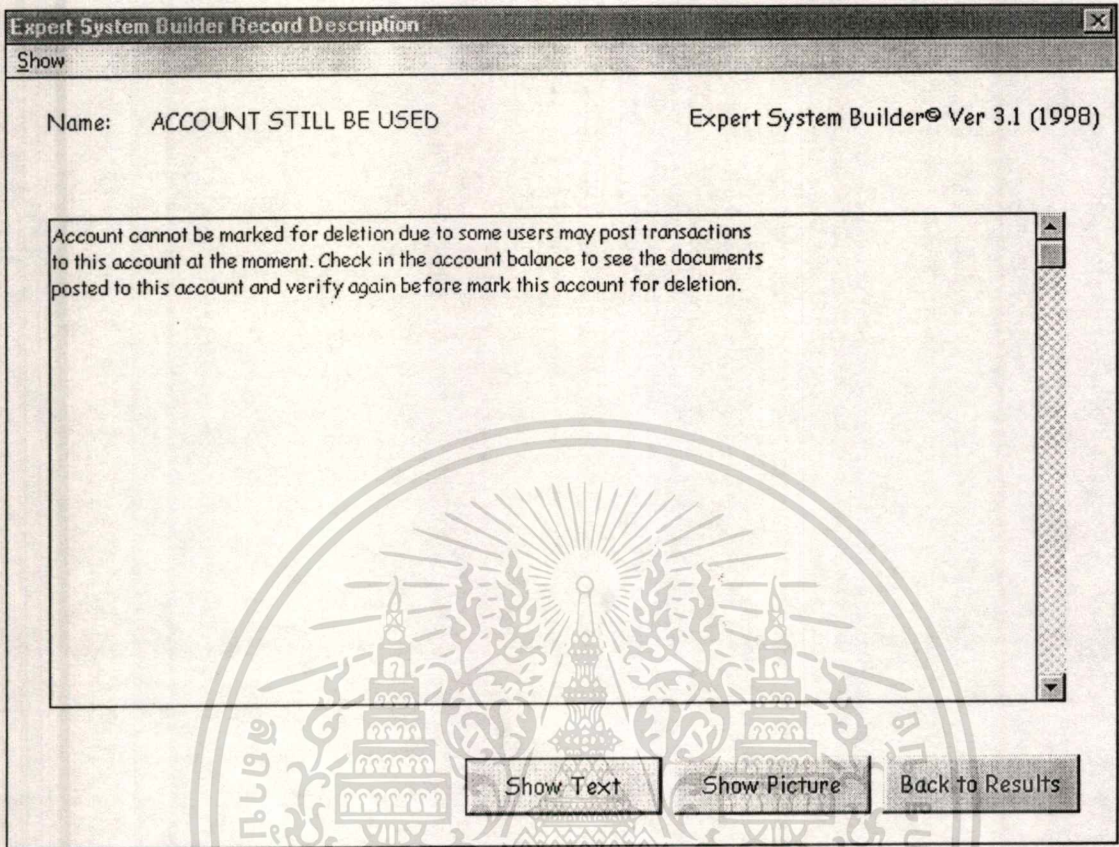 Expert System Builder Record Description
Show
Name: ACCOUNT STILL BE USED
Expert System Builder© Ver 3.1 (1998)
Account cannot be marked for deletion due to some users may post transactions
to this account at the moment. Check in the account balance to see the documents
posted to this account and verify again before mark this account for deletion.
Show Text
Show Picture
Back to Results